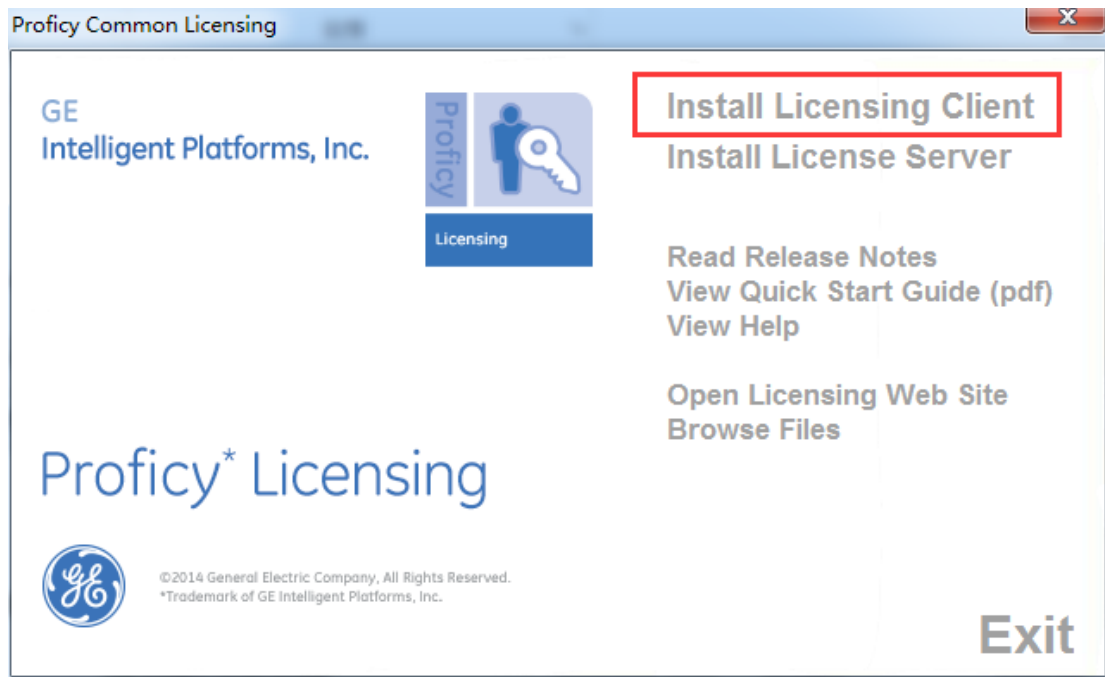 Proficy Common Licensing
GE
Intelligent Platforms, Inc.
Proficy
Licensing
Install Licensing Client
Install License Server
Read Release Notes
View Quick Start Guide (pdf)
View Help
Open Licensing Web Site
Browse Files
Proficy* Licensing
GE
©2014 General Electric Company, All Rights Reserved.
*Trademark of GE Intelligent Platforms, Inc.
Exit